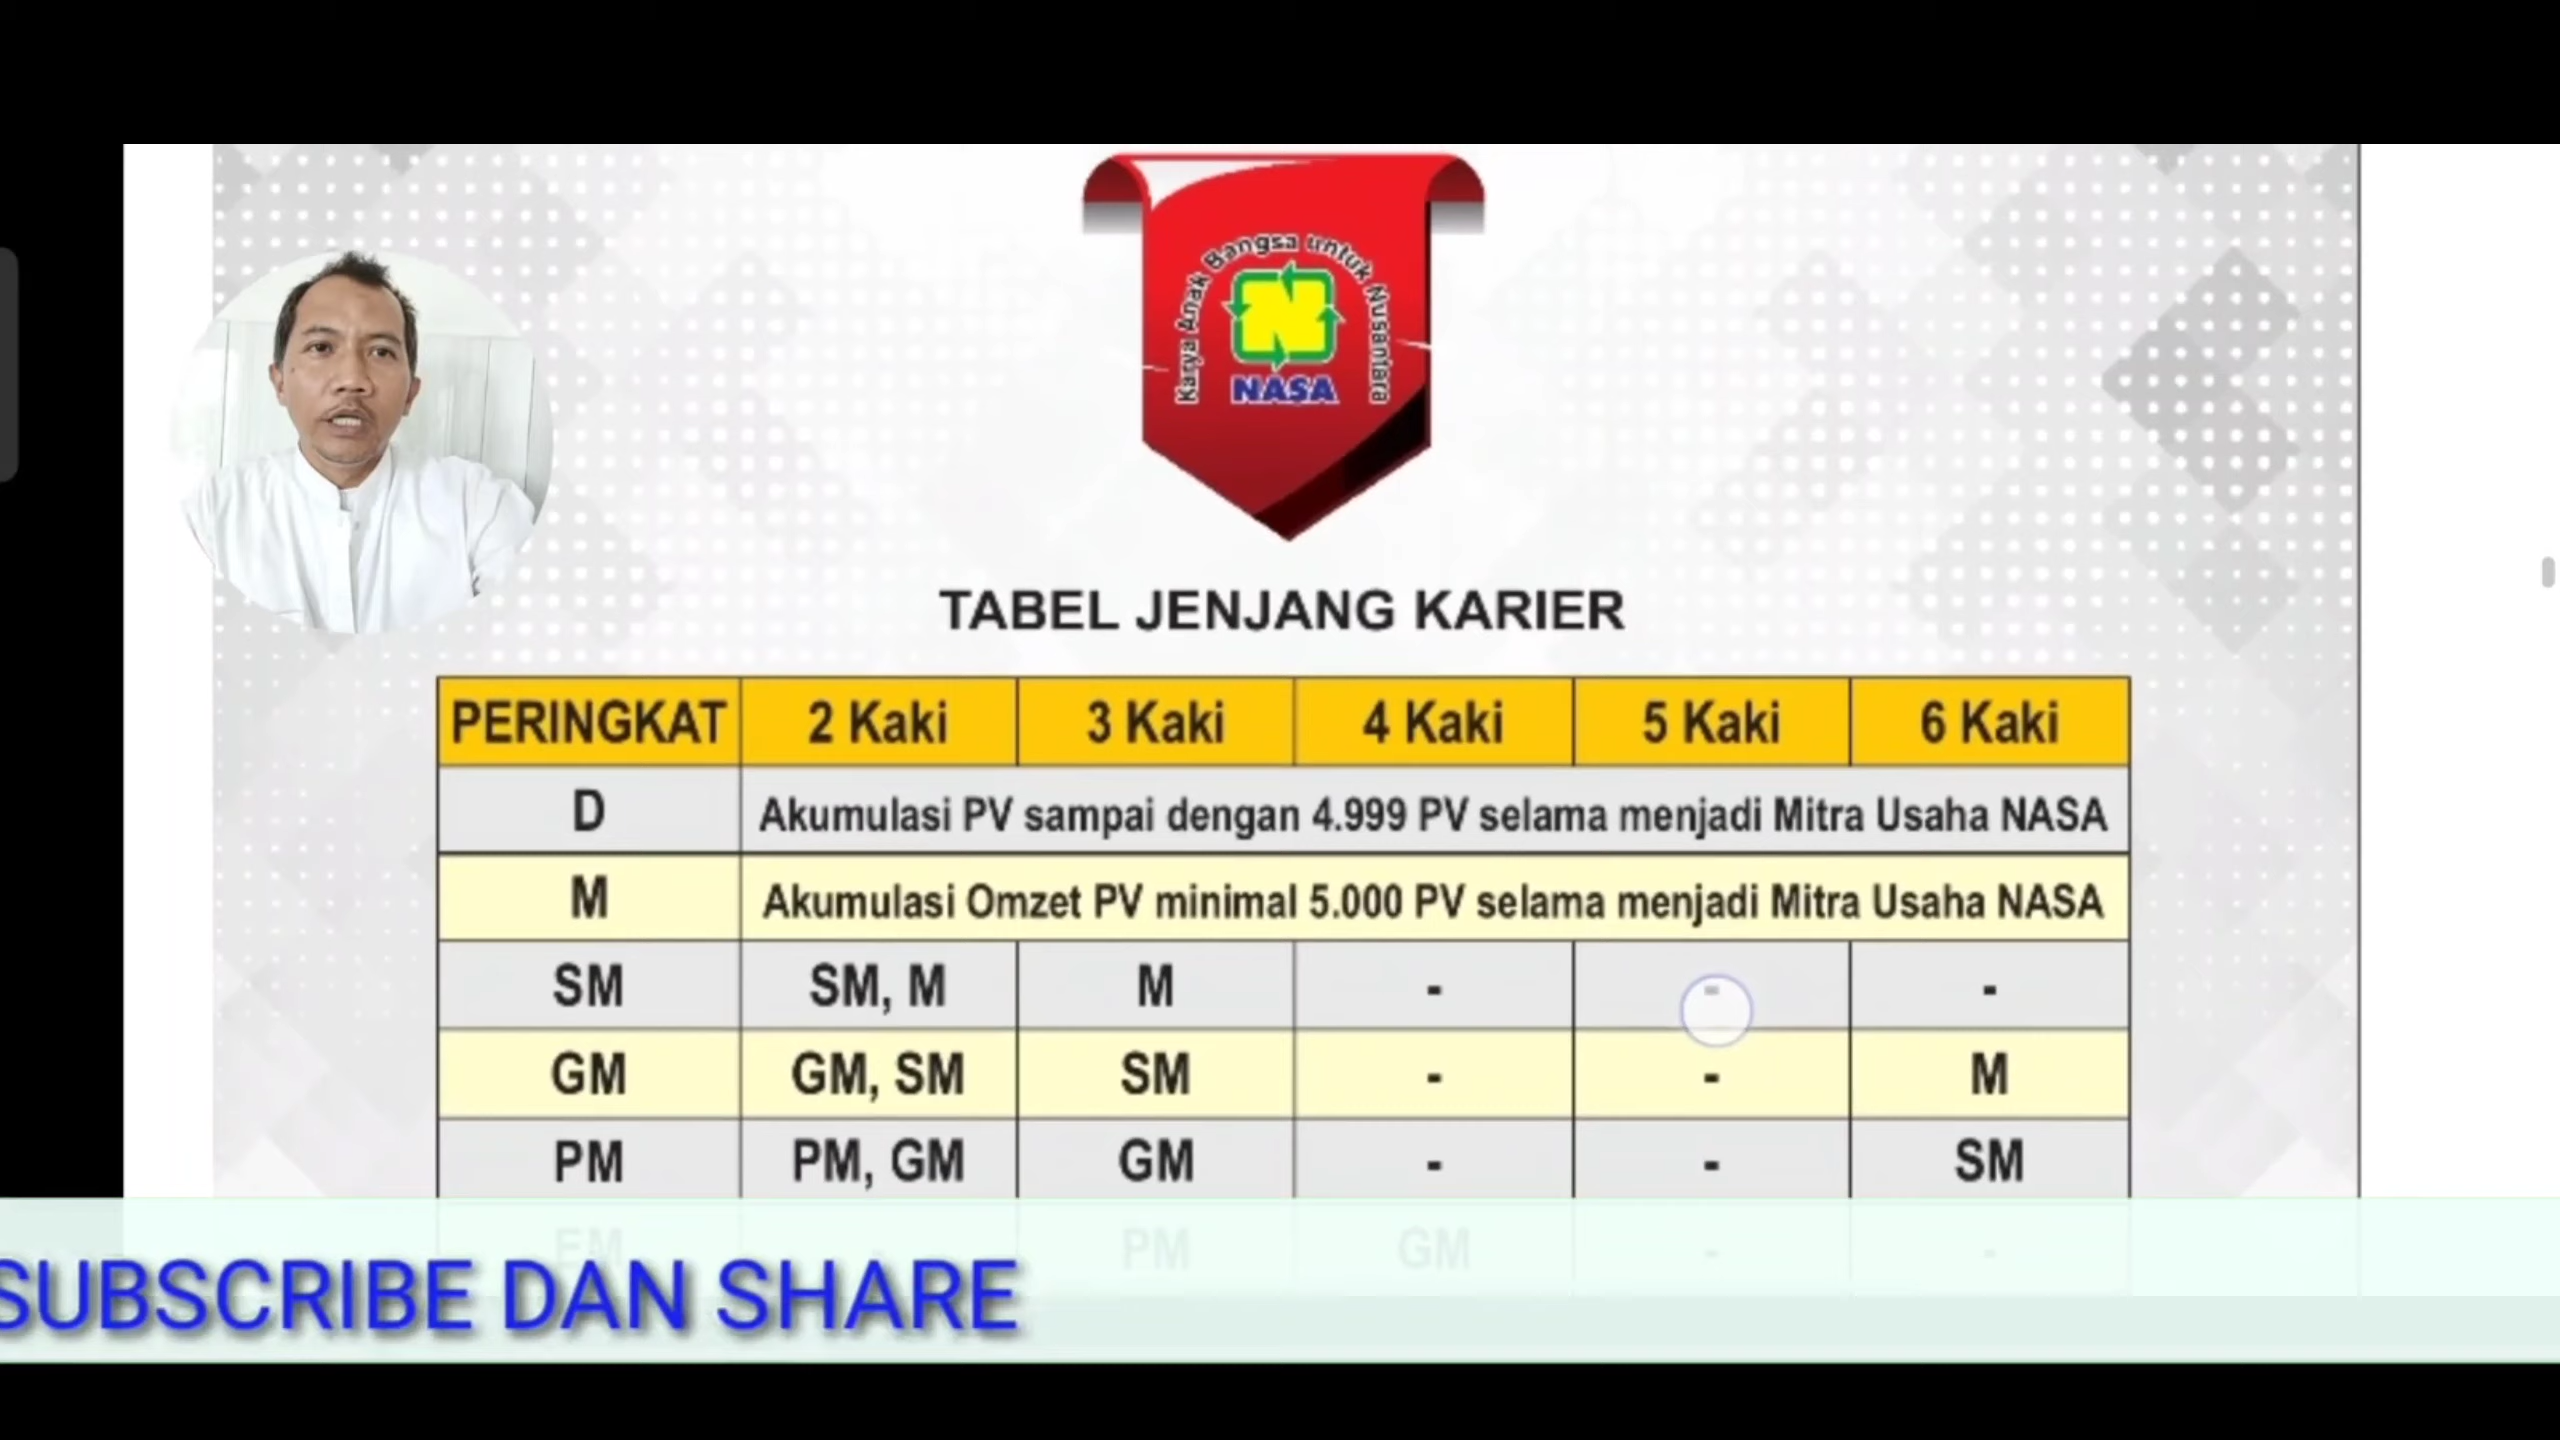 Karya Anak Bangsa untuk Nusantara
N
NASA
TABEL JENJANG KARIER
PERINGKAT 2 Kaki 3 Kaki 4 Kaki 5 Kaki 6 Kaki
D Akumulasi PV sampai dengan 4.999 PV selama menjadi Mitra Usaha NASA
M Akumulasi Omzet PV minimal 5.000 PV selama menjadi Mitra Usaha NASA
SM SM, M M - - -
GM GM, SM SM - - M
PM PM, GM GM - - SM
EM - PM GM - -
SUBSCRIBE DAN SHARE